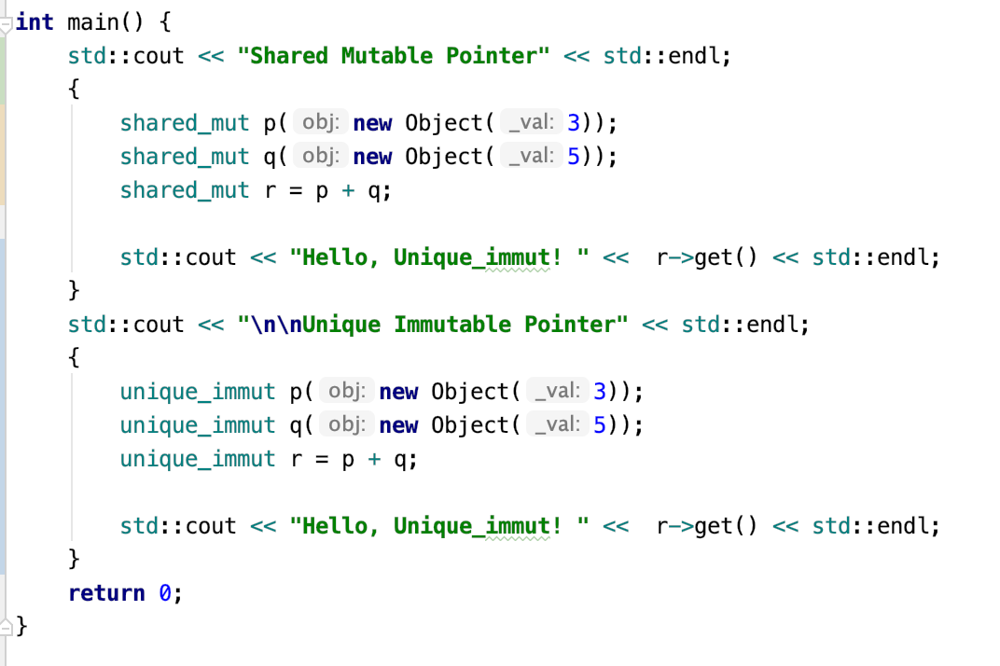 int main() {
    std::cout << "Shared Mutable Pointer" << std::endl;
    {
        shared_mut p( obj: new Object( _val: 3));
        shared_mut q( obj: new Object( _val: 5));
        shared_mut r = p + q;

        std::cout << "Hello, Unique_immut! " <<  r->get() << std::endl;
    }
    std::cout << "\n\nUnique Immutable Pointer" << std::endl;
    {
        unique_immut p( obj: new Object( _val: 3));
        unique_immut q( obj: new Object( _val: 5));
        unique_immut r = p + q;

        std::cout << "Hello, Unique_immut! " <<  r->get() << std::endl;
    }
    return 0;
}